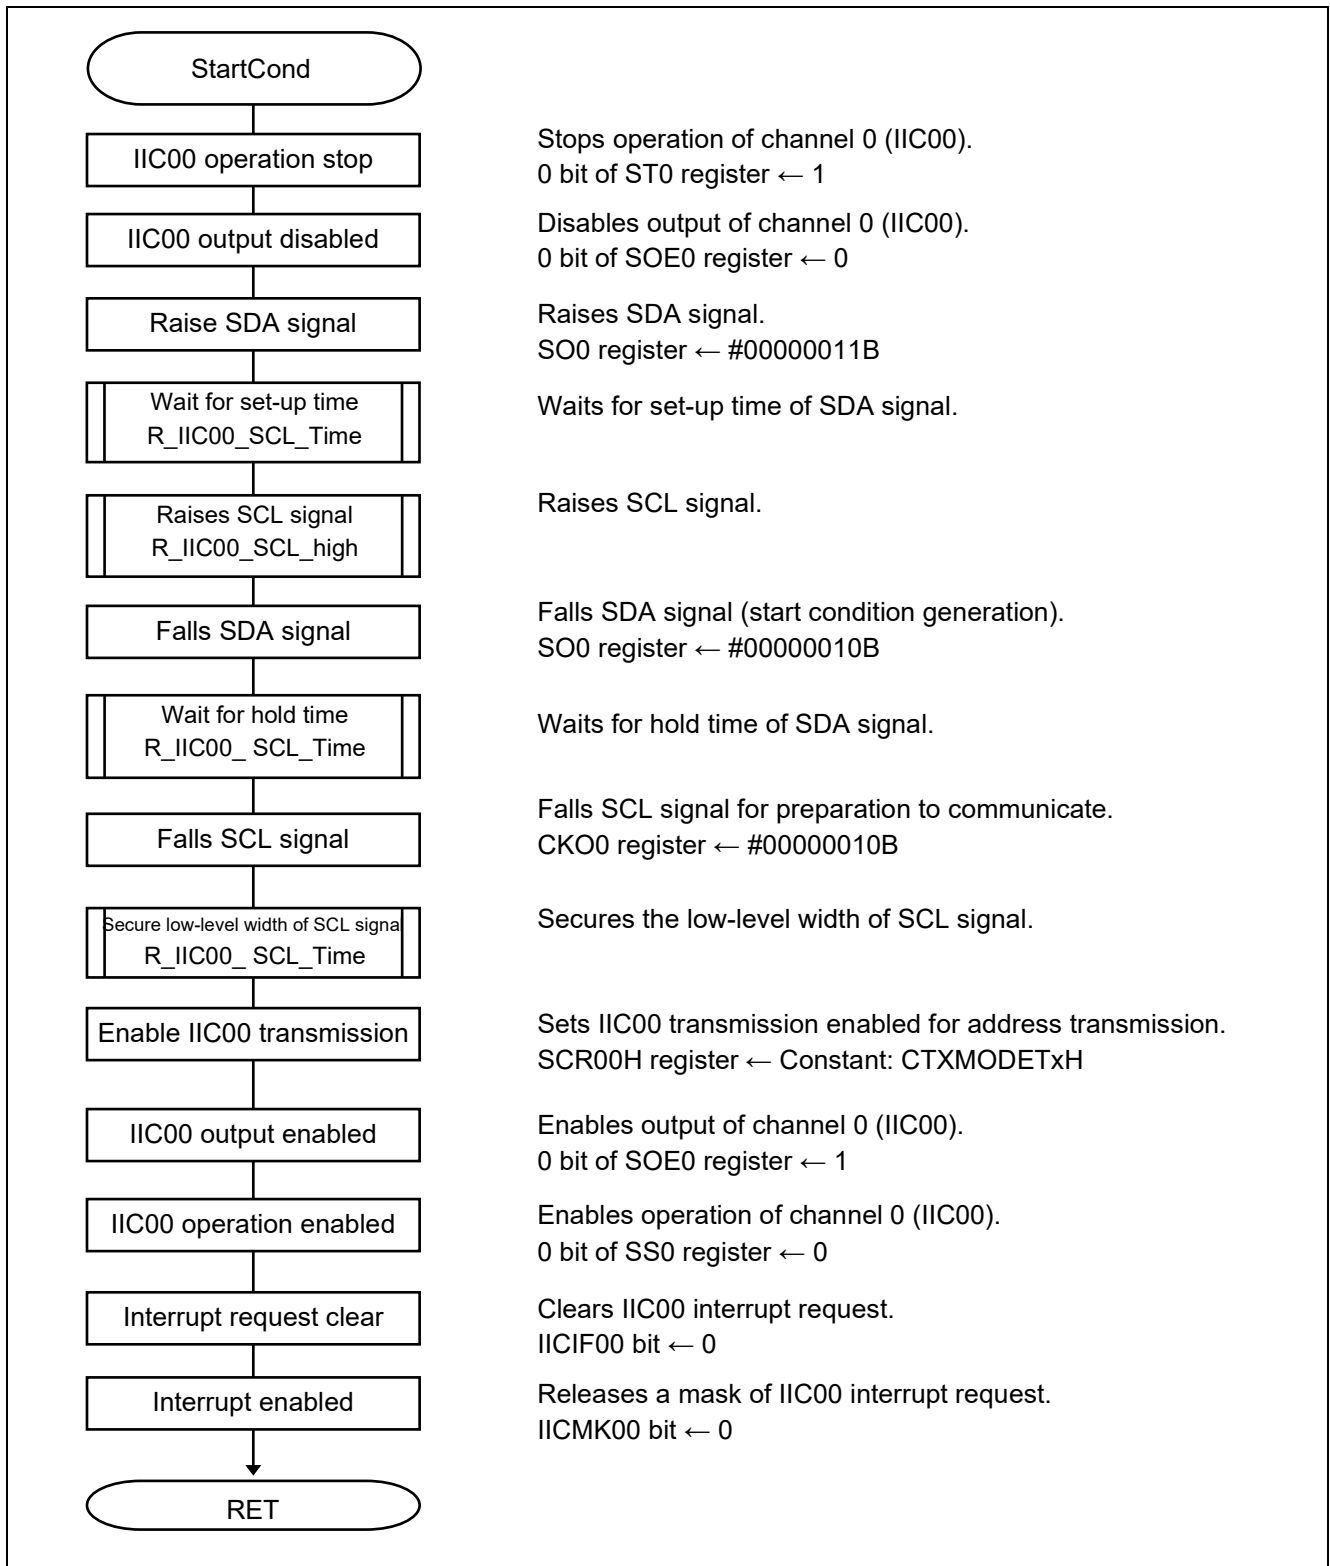 StartCond
IIC00 operation stop
Stops operation of channel 0 (IIC00).
0 bit of ST0 register ← 1
IIC00 output disabled
Disables output of channel 0 (IIC00).
0 bit of SOE0 register ← 0
Raise SDA signal
Raises SDA signal.
SO0 register ← #00000011B
Wait for set-up time
R_IIC00_SCL_Time
Waits for set-up time of SDA signal.
Raises SCL signal
R_IIC00_SCL_high
Raises SCL signal.
Falls SDA signal
Falls SDA signal (start condition generation).
SO0 register ← #00000010B
Wait for hold time
R_IIC00_ SCL_Time
Waits for hold time of SDA signal.
Falls SCL signal
Falls SCL signal for preparation to communicate.
CKO0 register ← #00000010B
Secure low-level width of SCL signal
R_IIC00_ SCL_Time
Secures the low-level width of SCL signal.
Enable IIC00 transmission
Sets IIC00 transmission enabled for address transmission.
SCR00H register ← Constant: CTXMODETxH
IIC00 output enabled
Enables output of channel 0 (IIC00).
0 bit of SOE0 register ← 1
IIC00 operation enabled
Enables operation of channel 0 (IIC00).
0 bit of SS0 register ← 0
Interrupt request clear
Clears IIC00 interrupt request.
IICIF00 bit ← 0
Interrupt enabled
Releases a mask of IIC00 interrupt request.
IICMK00 bit ← 0
RET